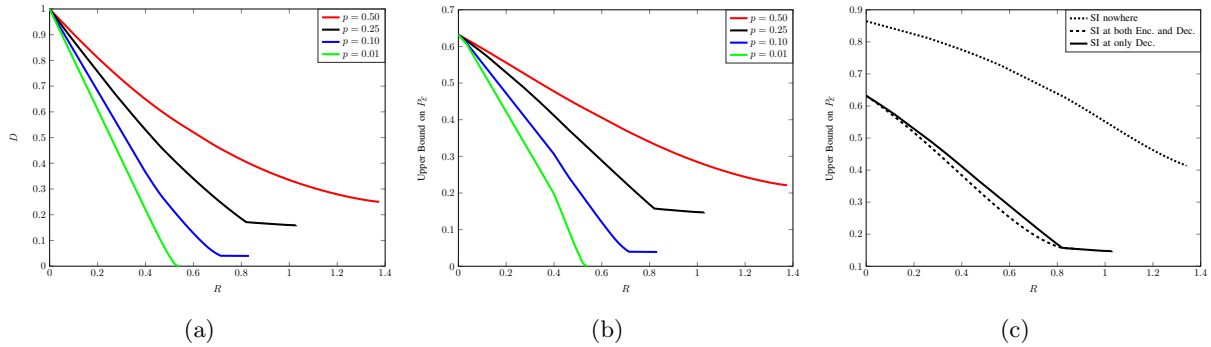 1
0.9
0.8
0.7
0.6
0.5
0.4
0.3
0.2
0.1
0
D
0 0.2 0.4 0.6 0.8 1 1.2 1.4
R
p = 0.50
p = 0.25
p = 0.10
p = 0.01
(a)
0.7
0.6
0.5
0.4
0.3
0.2
0.1
0
Upper Bound on
0 0.2 0.4 0.6 0.8 1 1.2 1.4
R
p = 0.50
p = 0.25
p = 0.10
p = 0.01
(b)
0.9
0.8
0.7
0.6
0.5
0.4
0.3
0.2
0.1
Upper Bound on
0 0.2 0.4 0.6 0.8 1 1.2 1.4
R
SI nowhere
SI at both Enc. and Dec.
SI at only Dec.
(c)